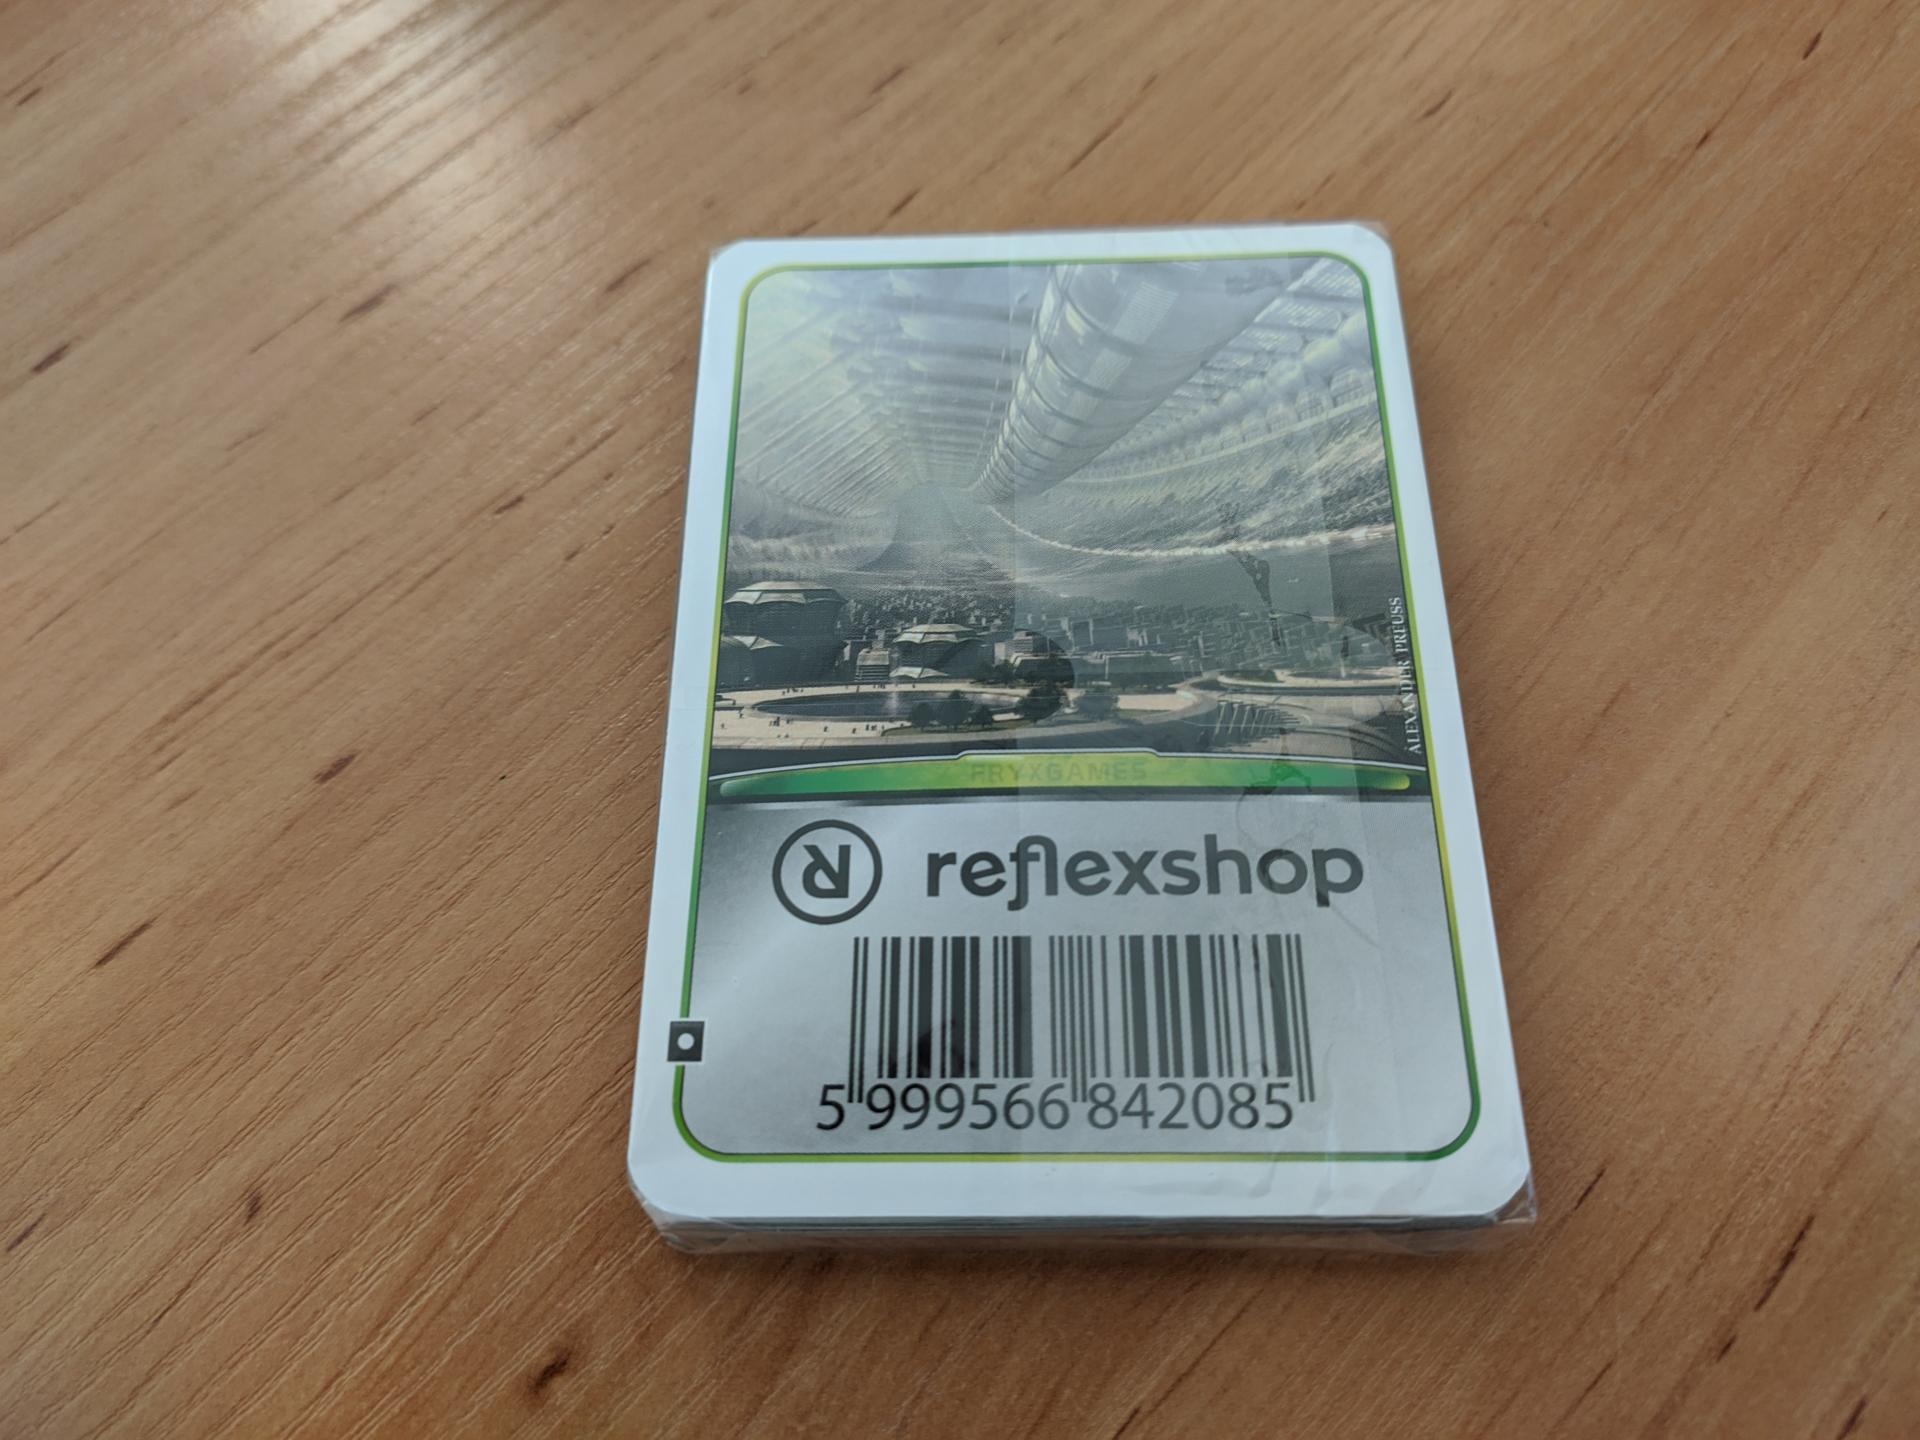 ALEXANDER PREUSS
FRYXGAMES
R reflexshop
5 999566 842085